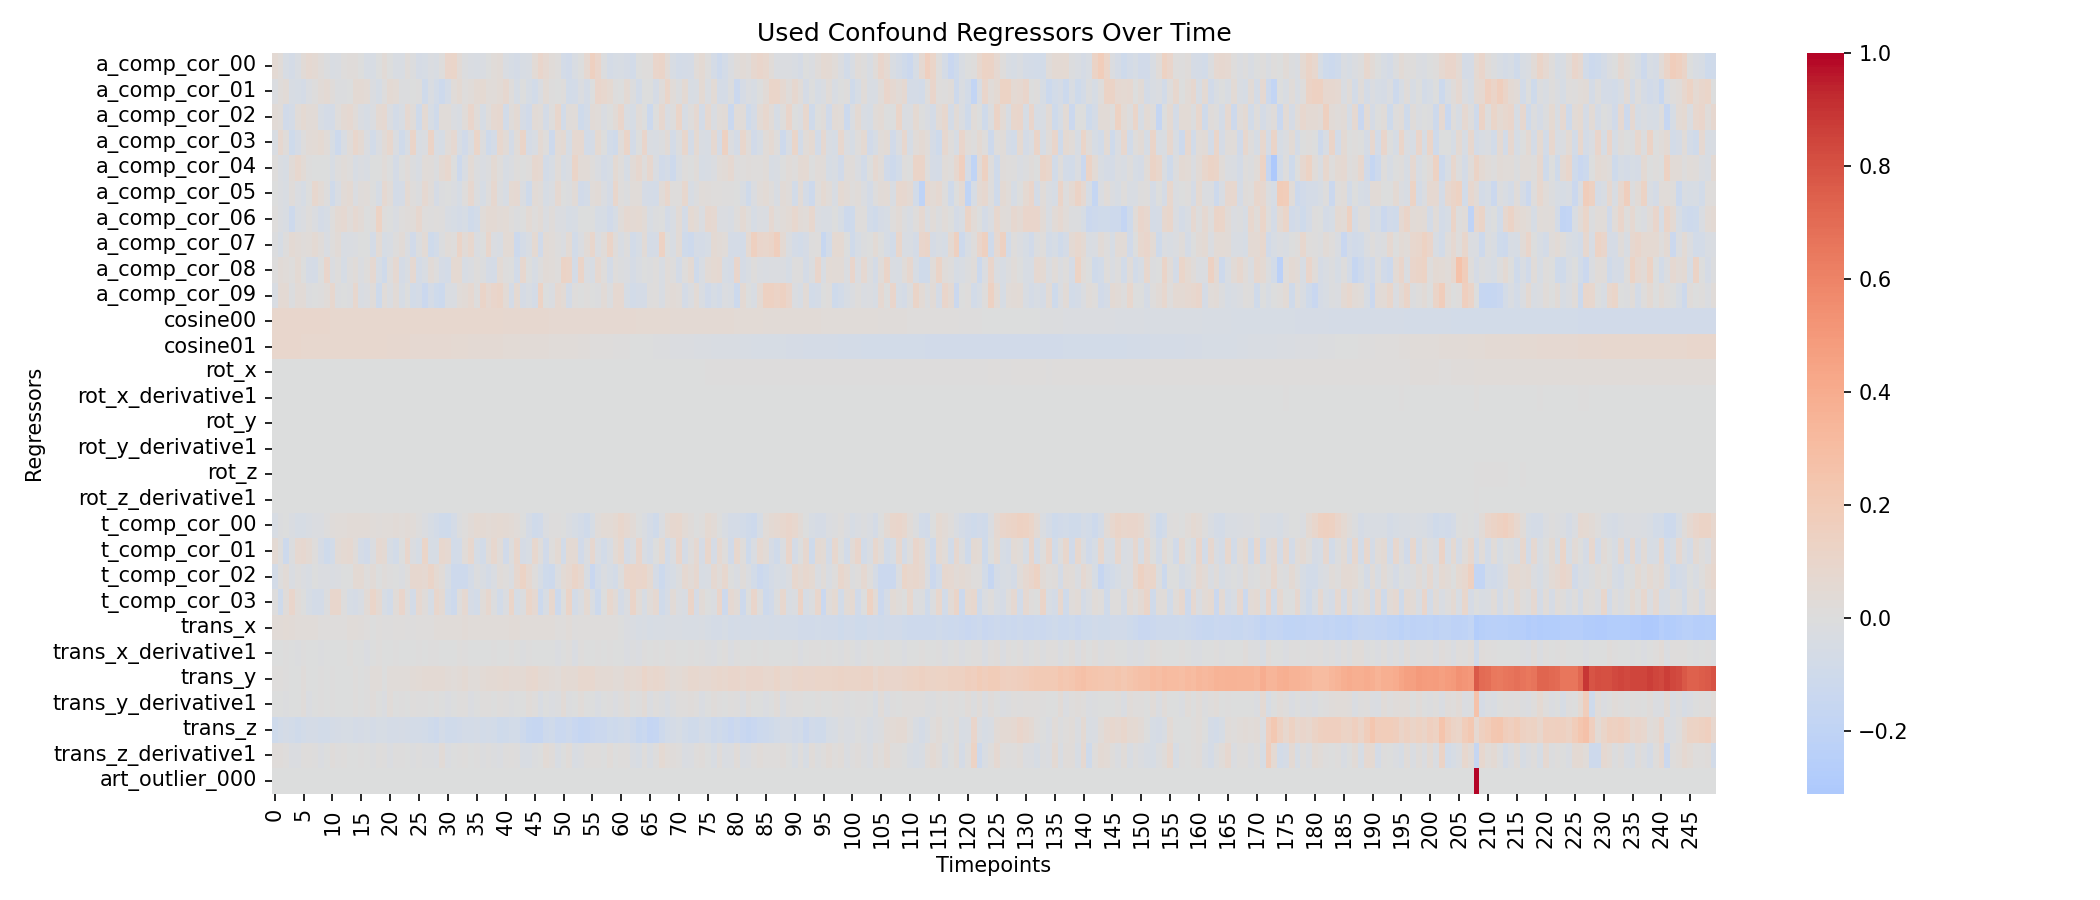 Used Confound Regressors Over Time
a_comp_cor_00
a_comp_cor_01
a_comp_cor_02
a_comp_cor_03
a_comp_cor_04
a_comp_cor_05
a_comp_cor_06
a_comp_cor_07
a_comp_cor_08
a_comp_cor_09
cosine00
cosine01
rot_x
rot_x_derivative1
rot_y
rot_y_derivative1
rot_z
rot_z_derivative1
t_comp_cor_00
t_comp_cor_01
t_comp_cor_02
t_comp_cor_03
trans_x
trans_x_derivative1
trans_y
trans_y_derivative1
trans_z
trans_z_derivative1
art_outlier_000
Regressors
0 5 10 15 20 25 30 35 40 45 50 55 60 65 70 75 80 85 90 95 100 105 110 115 120 125 130 135 140 145 150 155 160 165 170 175 180 185 190 195 200 205 210 215 220 225 230 235 240 245
Timepoints
1.0
0.8
0.6
0.4
0.2
0.0
−0.2